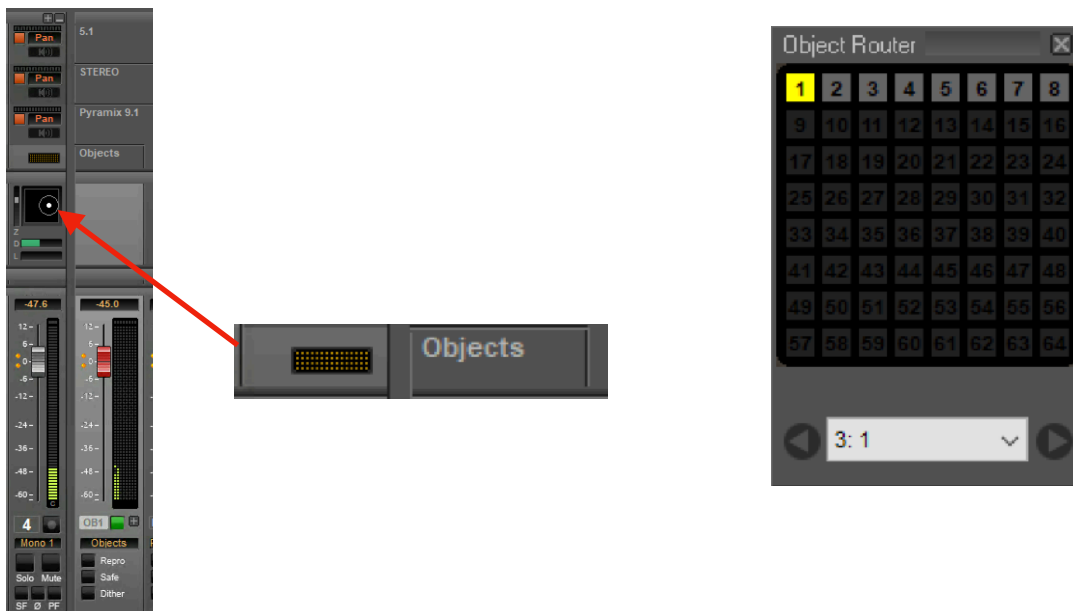 Pan
5.1
Pan
STEREO
Pan
Pyramix 9.1
Objects
Z
D
L
-47.6 -45.0
12 12
6 6
0 0
-6 -6
-12 -12
-24 -24
-36 -36
-48 -48
-60 -60
C
4 OB1
Mono 1 Objects
Solo Mute
Repro
Safe
Dither
SF Ø PF
Objects
Object Router
1 2 3 4 5 6 7 8
9 10 11 12 13 14 15 16
17 18 19 20 21 22 23 24
25 26 27 28 29 30 31 32
33 34 35 36 37 38 39 40
41 42 43 44 45 46 47 48
49 50 51 52 53 54 55 56
57 58 59 60 61 62 63 64
3: 1